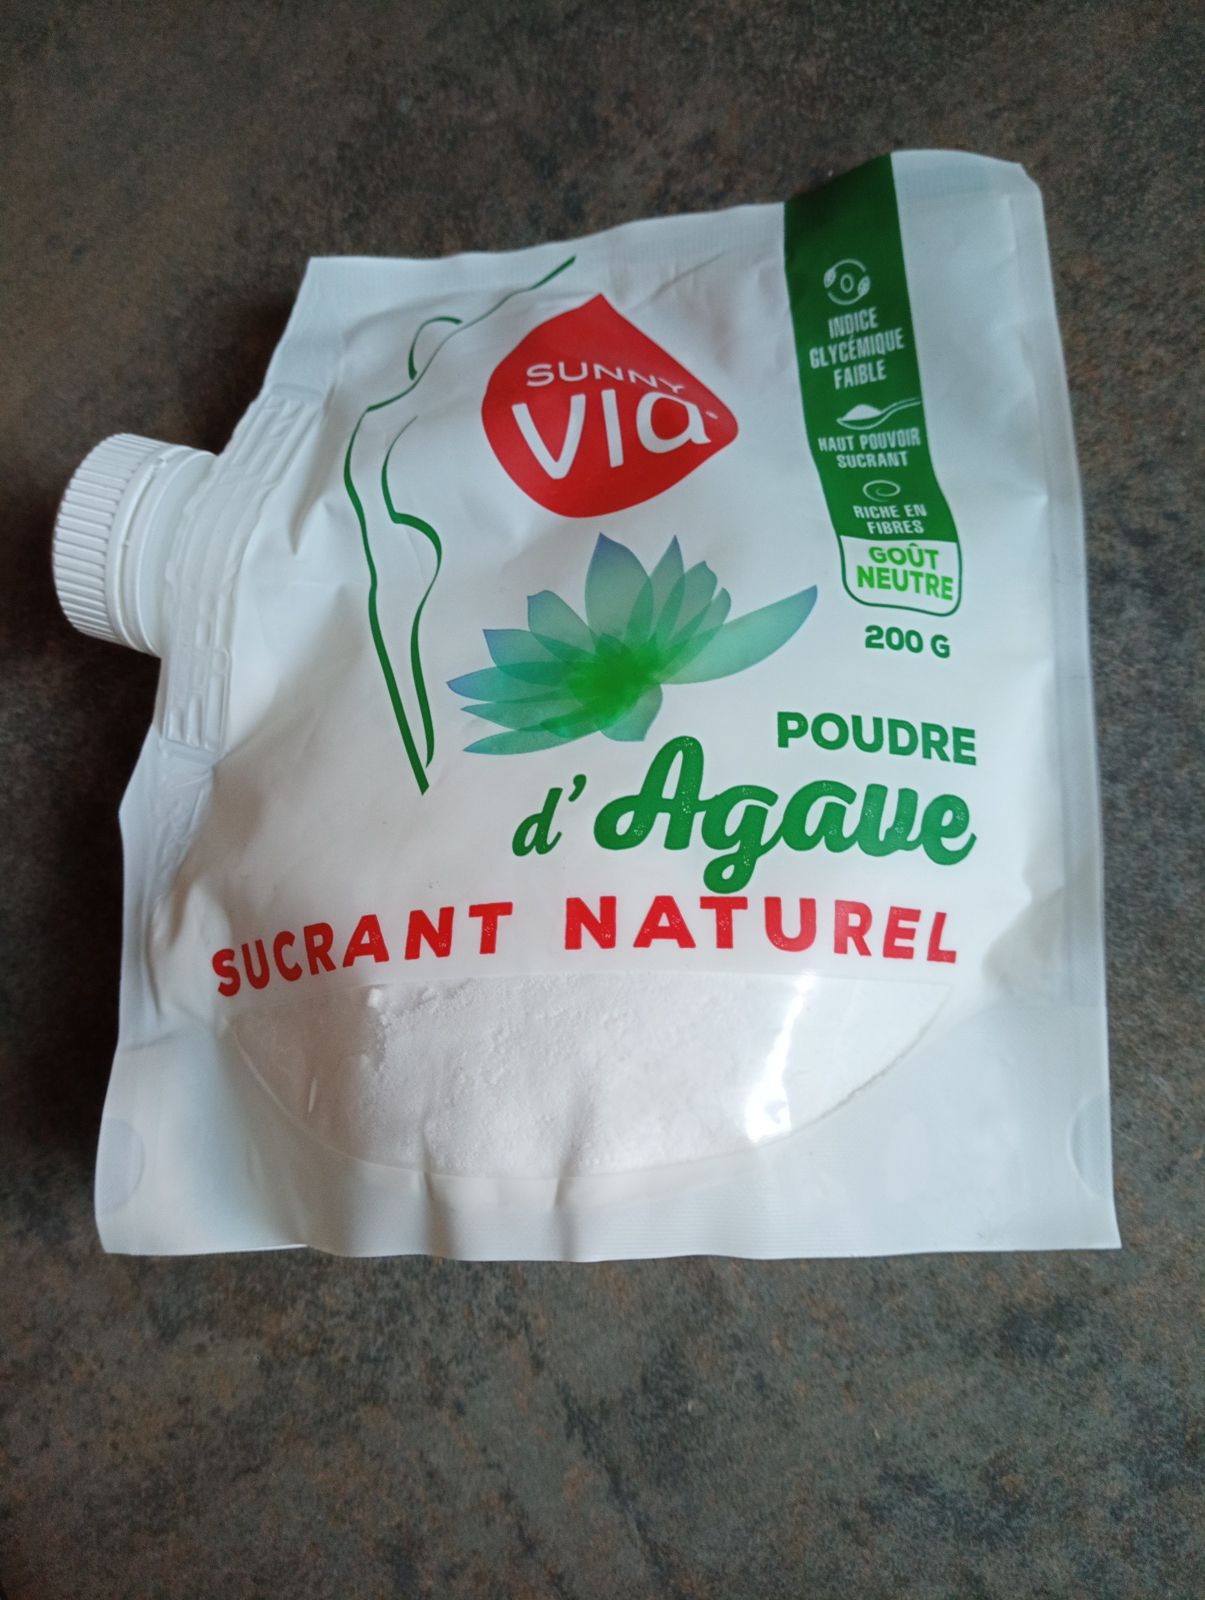 SUNNY
Via
INDICE
GLYCÉMIQUE
FAIBLE
HAUT POUVOIR
SUCRANT
RICHE EN
FIBRES
GOÛT
NEUTRE
200 G
POUDRE
d'Agave
SUCRANT NATUREL